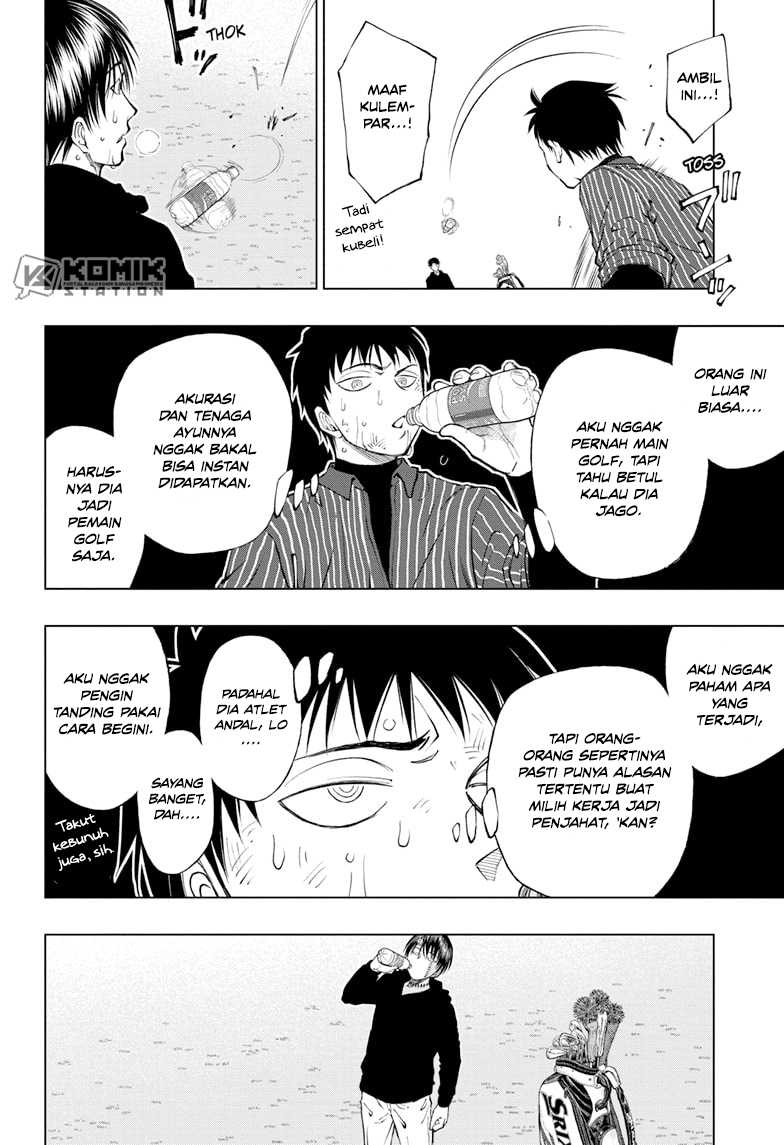 AMBIL
INI...!
TOSS
MAAF
KULEM-
PAR...!
Tadi
sempat
kubeli!
THOK
KOMIK
STATION
ORANG INI
LUAR
BIASA....
AKU NGGAK
PERNAH MAIN
GOLF, TAPI
TAHU BETUL
KALAU DIA
JAGO.
AKURASI
DAN TENAGA
AYUNNYA
NGGAK BAKAL
BISA INSTAN
DIDAPATKAN.
HARUS-
NYA DIA
JADI
PEMAIN
GOLF
SAJA.
AKU NGGAK
PAHAM APA
YANG
TERJADI,
TAPI ORANG-
ORANG SEPERTINYA
PASTI PUNYA ALASAN
TERTENTU BUAT
MILIH KERJA JADI
PENJAHAT, 'KAN?
PADAHAL
DIA ATLET
ANDAL, LO
....
SAYANG
BANGET,
DAH....
AKU NGGAK
PENGIN
TANDING PAKAI
CARA BEGINI.
Takut
kebunuh
juga, sih.
SRI